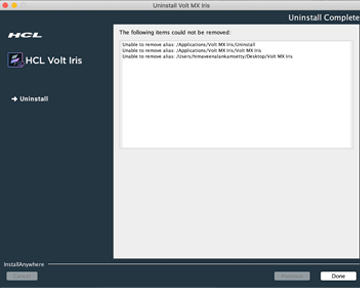 Uninstall Volt MX Iris
Uninstall Complete
HCL
The following items could not be removed:
HCL Volt Iris
Unable to remove alias: /Applications/Volt MX Iris/Uninstall
Unable to remove alias: /Applications/Volt MX Iris/Volt MX Iris
Unable to remove alias: /Users/himaveenalankamsetty/Desktop/Volt MX Iris
Uninstall
InstallAnywhere
Cancel
Previous
Done